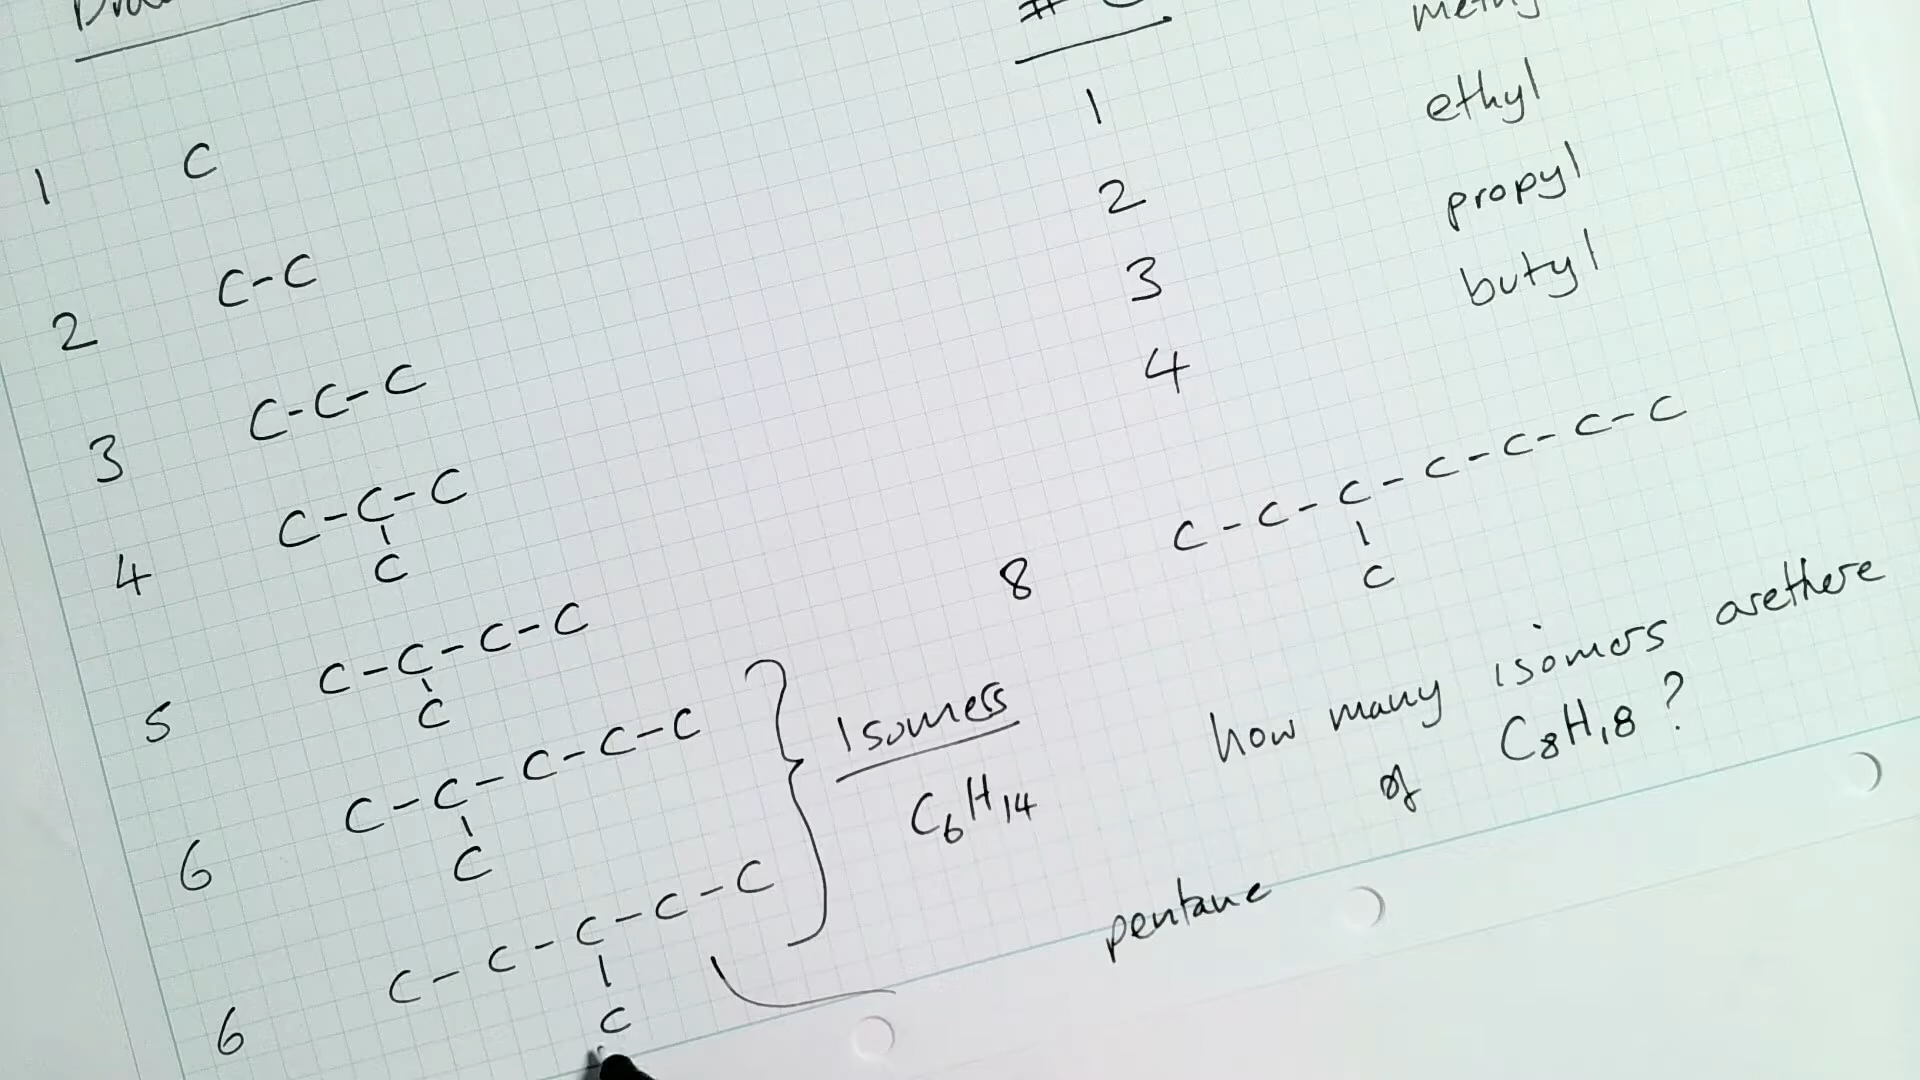 #
1 C
2 C-C
3 C-C-C
4 C-C-C
C
5 C-C-C-C
C
6 C-C-C-C-C
C
6 C-C-C-C-C
C
Isomers
C₆H₁₄
1 ethyl
2 propyl
3 butyl
4
8 C-C-C-C-C-C-C
C
how many isomers arethere
of C₈H₁₈?
pentane